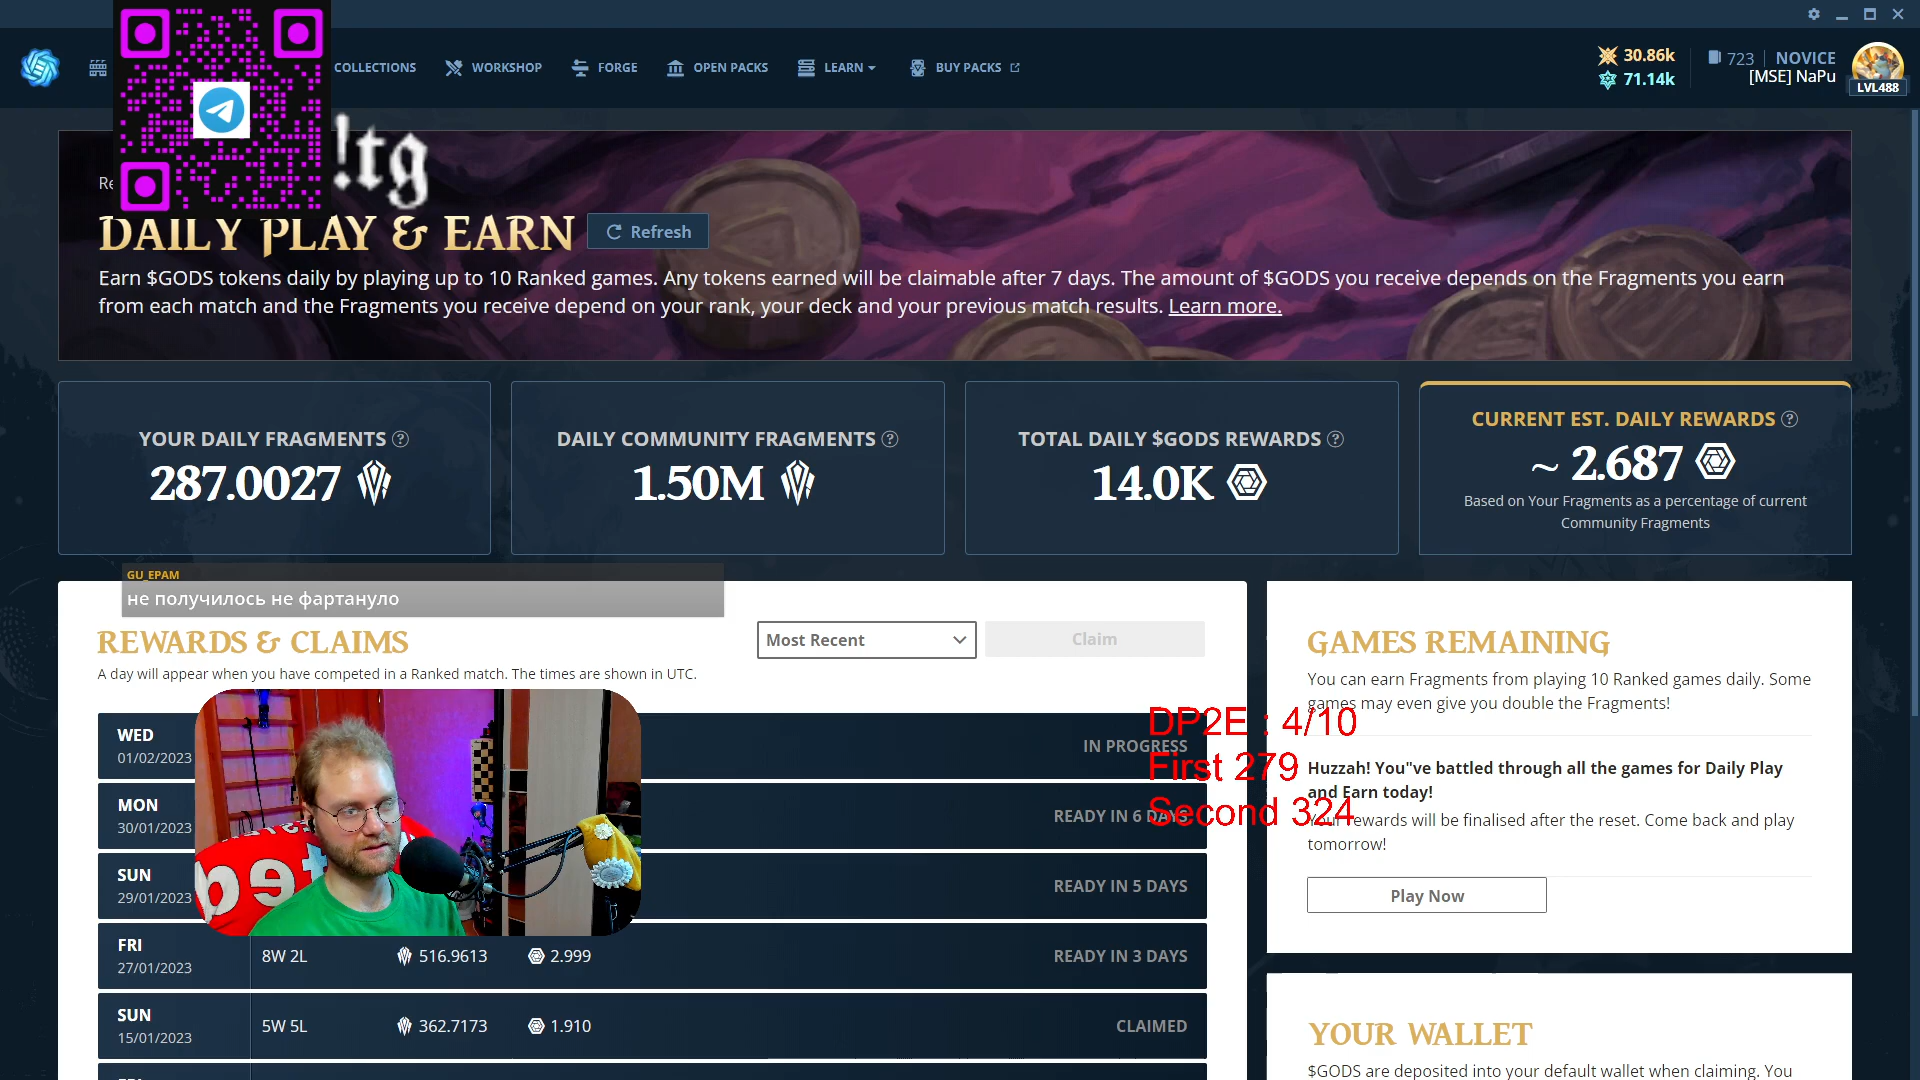 COLLECTIONS
WORKSHOP
FORGE
OPEN PACKS
LEARN
BUY PACKS
30.86k
71.14k
723
NOVICE
[MSE] NaPu
LVL488
!tg
DAILY PLAY & EARN
Refresh
Earn $GODS tokens daily by playing up to 10 Ranked games. Any tokens earned will be claimable after 7 days. The amount of $GODS you receive depends on the Fragments you earn
from each match and the Fragments you receive depend on your rank, your deck and your previous match results. Learn more.
YOUR DAILY FRAGMENTS ?
287.0027
DAILY COMMUNITY FRAGMENTS ?
1.50M
TOTAL DAILY $GODS REWARDS ?
14.0K
CURRENT EST. DAILY REWARDS ?
~ 2.687
Based on Your Fragments as a percentage of current
Community Fragments
GU_EPAM
не получилось не фартануло
REWARDS & CLAIMS
A day will appear when you have competed in a Ranked match. The times are shown in UTC.
Most Recent
Claim
WED
01/02/2023
IN PROGRESS
MON
30/01/2023
READY IN 6 DAYS
SUN
29/01/2023
READY IN 5 DAYS
FRI
27/01/2023
8W 2L
516.9613
2.999
READY IN 3 DAYS
SUN
15/01/2023
5W 5L
362.7173
1.910
CLAIMED
DP2E : 4/10
First 279
Second 324
GAMES REMAINING
You can earn Fragments from playing 10 Ranked games daily. Some
games may even give you double the Fragments!
Huzzah! You"ve battled through all the games for Daily Play
and Earn today!
Your rewards will be finalised after the reset. Come back and play
tomorrow!
Play Now
YOUR WALLET
$GODS are deposited into your default wallet when claiming. You